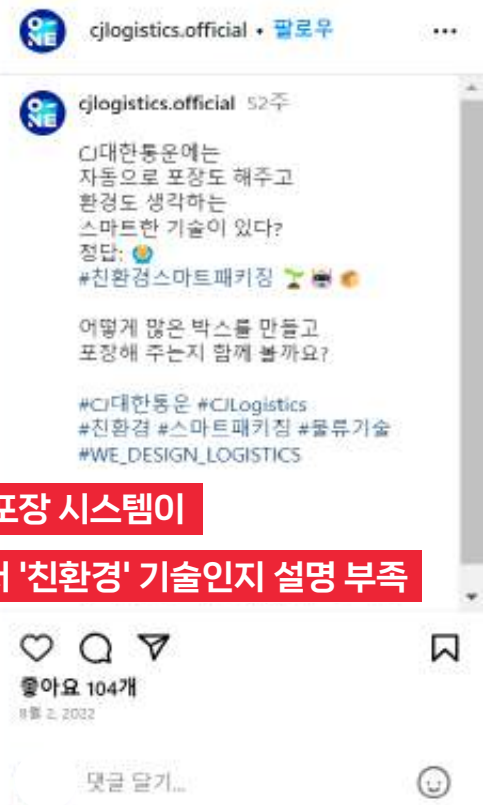 cjlogistics.official • 팔로우
cjlogistics.official 52주
CJ대한통운에는
자동으로 포장도 해주고
환경도 생각하는
스마트한 기술이 있다?
정답:
#친환경스마트패키징
어떻게 많은 박스를 만들고
포장해 주는지 함께 볼까요?
#CJ대한통운 #CJLogistics
#친환경 #스마트패키징 #물류기술
#WE_DESIGN_LOGISTICS
포장 시스템이
'친환경' 기술인지 설명 부족
좋아요 104개
8월 2, 2022
댓글 달기...